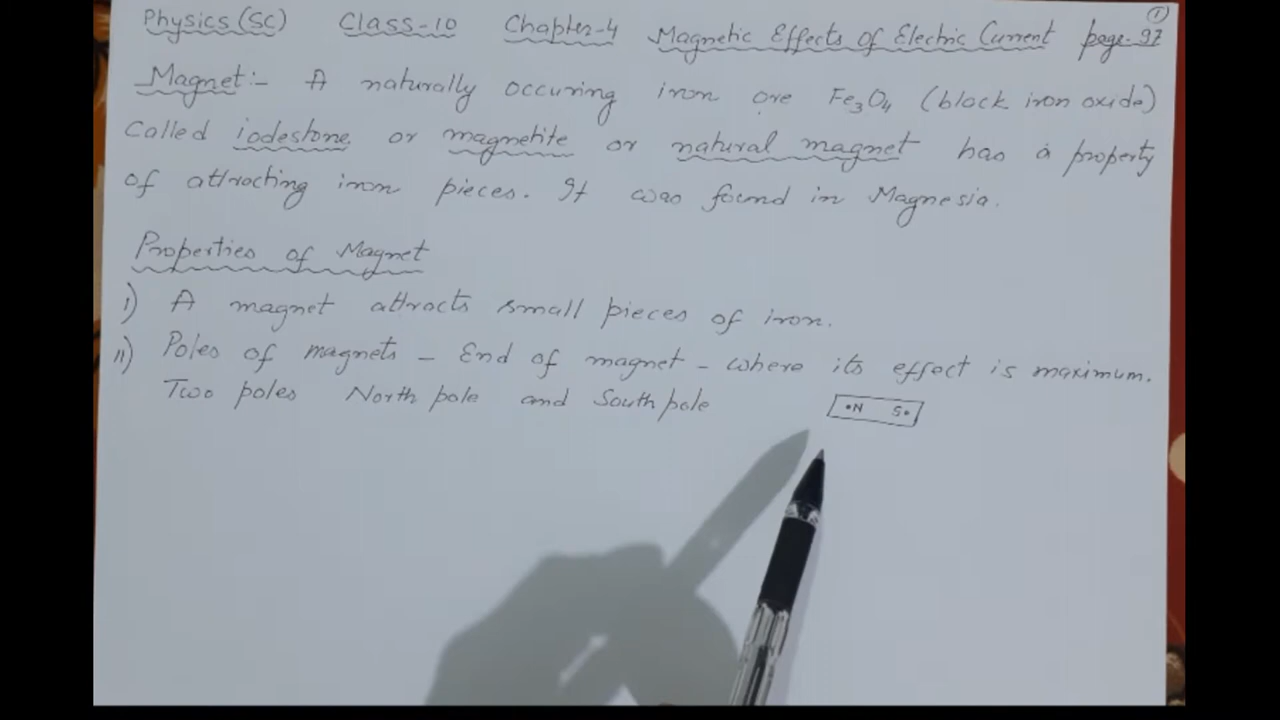 Physics (SC) Class-10 Chapter-4 Magnetic Effects of Electric Current page-97 ①
Magnet:- A naturally occuring iron ore Fe₃O₄ (black iron oxide)
called iodestone or magnetite or natural magnet has a property
of attracting iron pieces. It was found in Magnesia.
Properties of Magnet
i) A magnet attracts small pieces of iron.
ii) Poles of magnets - End of magnet - where its effect is maximum.
Two poles North pole and South pole •N S•